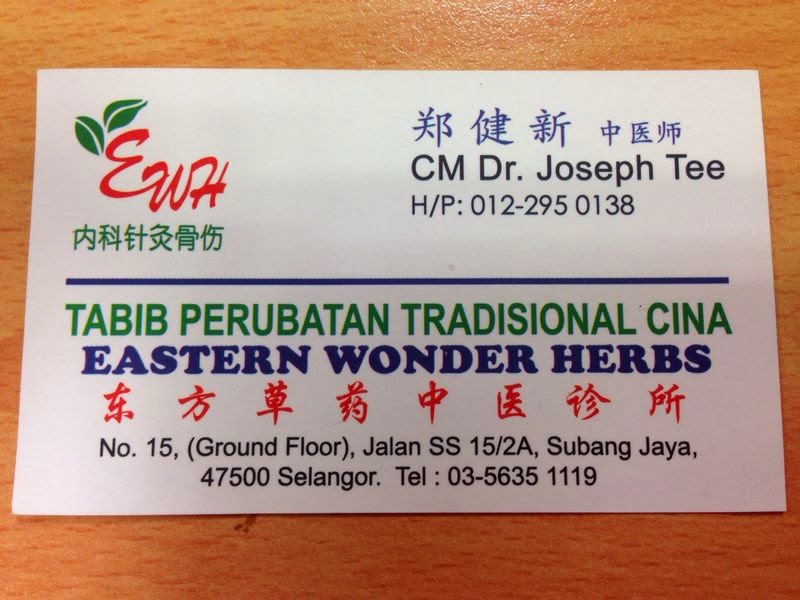 EWH
内科针灸骨伤
郑健新 中医师
CM Dr. Joseph Tee
H/P: 012-295 0138
TABIB PERUBATAN TRADISIONAL CINA
EASTERN WONDER HERBS
东方草药中医诊所
No. 15, (Ground Floor), Jalan SS 15/2A, Subang Jaya,
47500 Selangor. Tel : 03-5635 1119